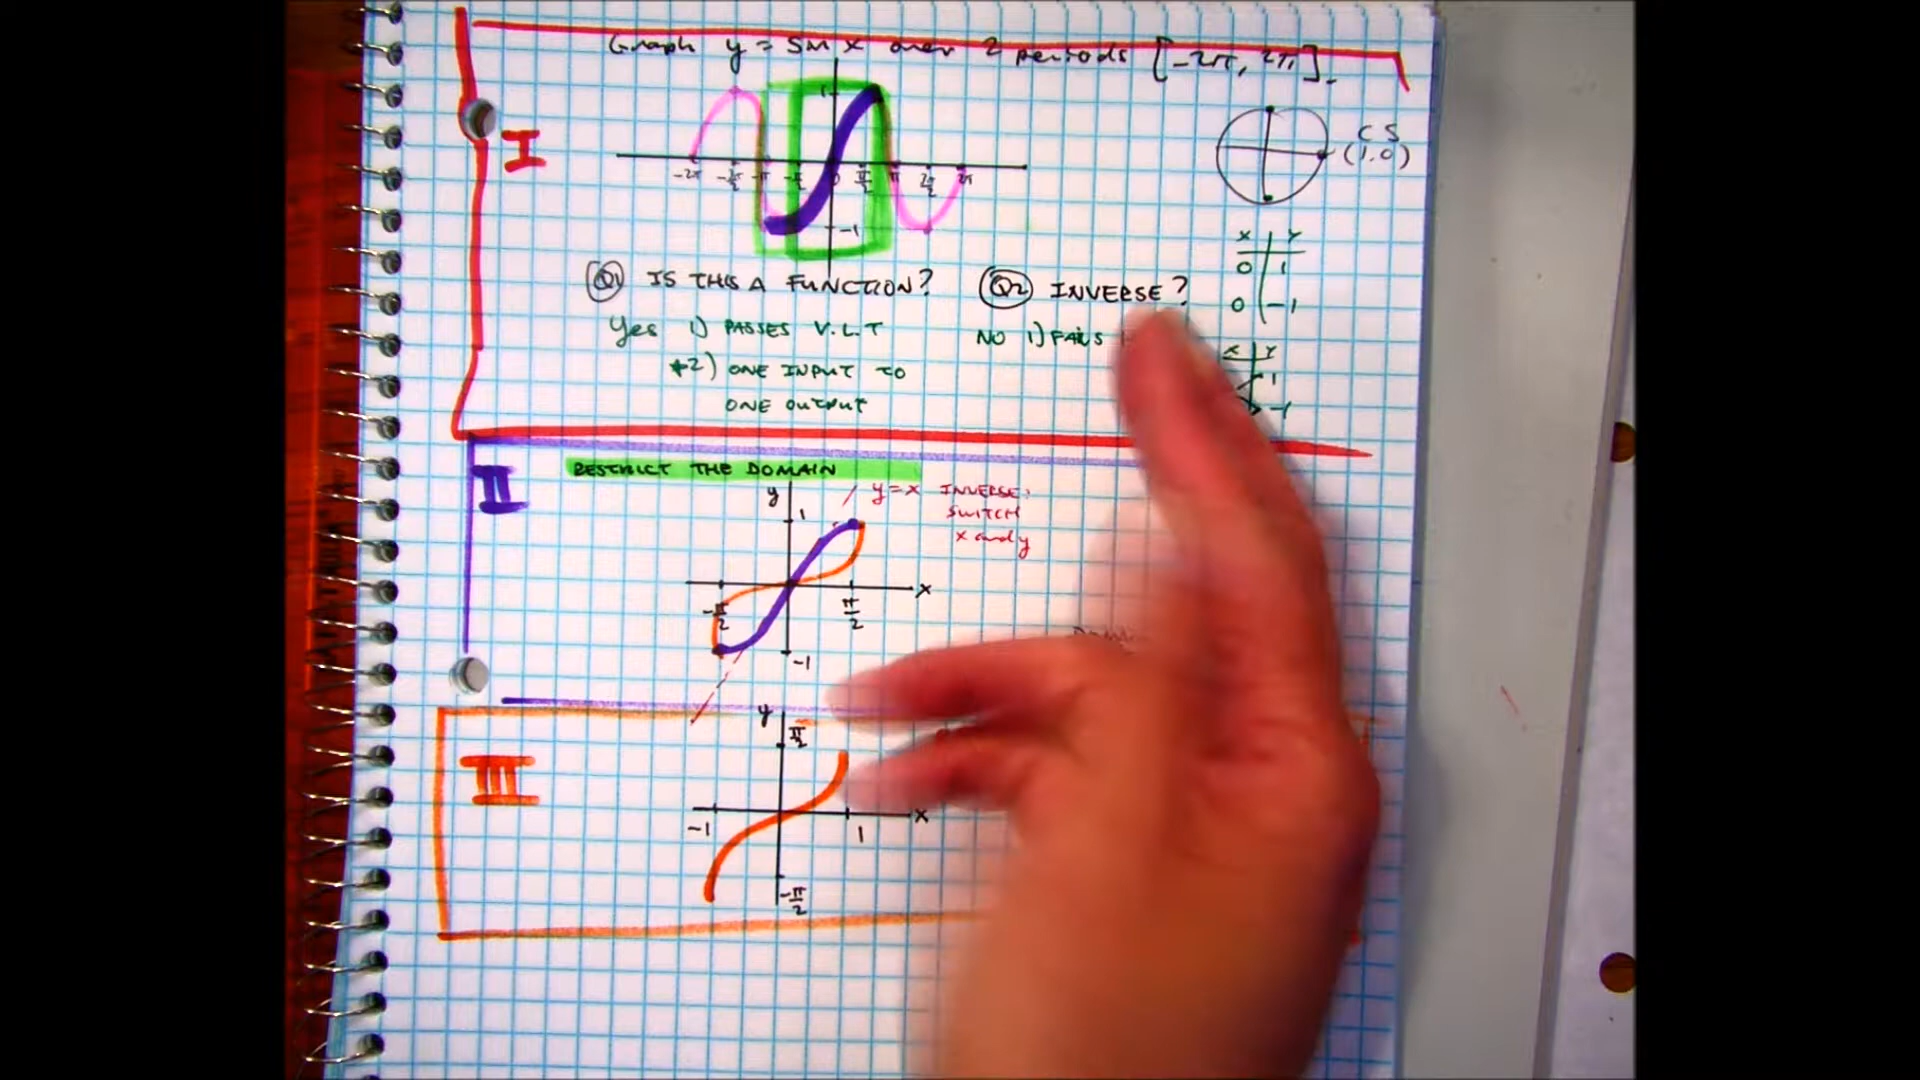 Graph y = sin x over 2 periods [-2π, 2π].
I
1
-2π -3π/2 -π -π/2 0 π/2 π 3π/2 2π
-1
C S
(1,0)
X Y
0 1
0 -1
Q1 IS THIS A FUNCTION?
Yes 1) PASSES V.L.T
*2) ONE INPUT TO
ONE OUTPUT
Q2 INVERSE?
NO 1) FAILS
X Y
1
-1
II
RESTRICT THE DOMAIN
y
1
y=x INVERSE:
SWITCH
x and y
-π/2 π/2 x
-1
III
y
π/2
-1 1 x
-π/2